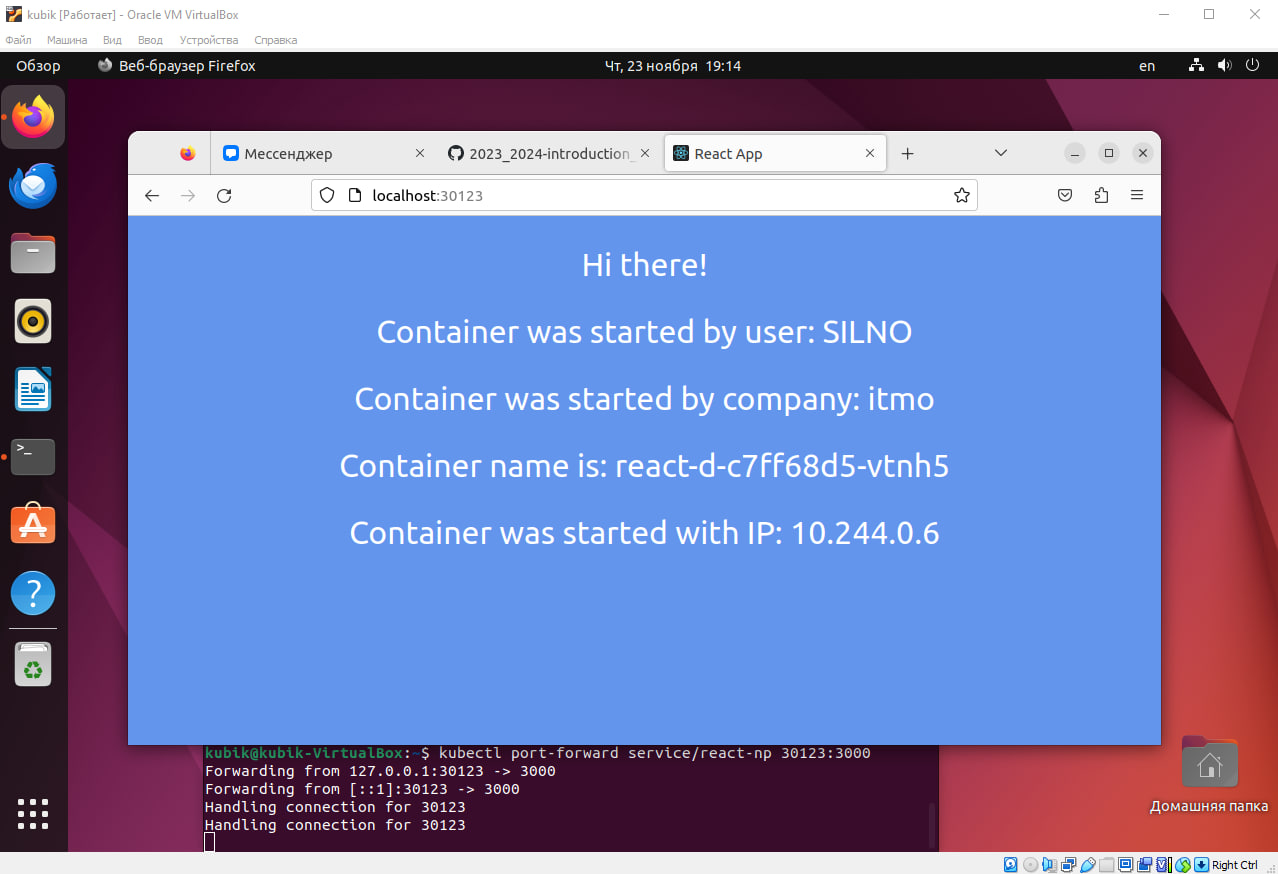 kubik [Работает] - Oracle VM VirtualBox
Файл Машина Вид Ввод Устройства Справка
Обзор Веб-браузер Firefox Чт, 23 ноября 19:14 en
Мессенджер 2023_2024-introduction_ React App
localhost:30123
Hi there!
Container was started by user: SILNO
Container was started by company: itmo
Container name is: react-d-c7ff68d5-vtnh5
Container was started with IP: 10.244.0.6
kubik@kubik-VirtualBox:~$ kubectl port-forward service/react-np 30123:3000
Forwarding from 127.0.0.1:30123 -> 3000
Forwarding from [::1]:30123 -> 3000
Handling connection for 30123
Handling connection for 30123
Домашняя папка
Right Ctrl